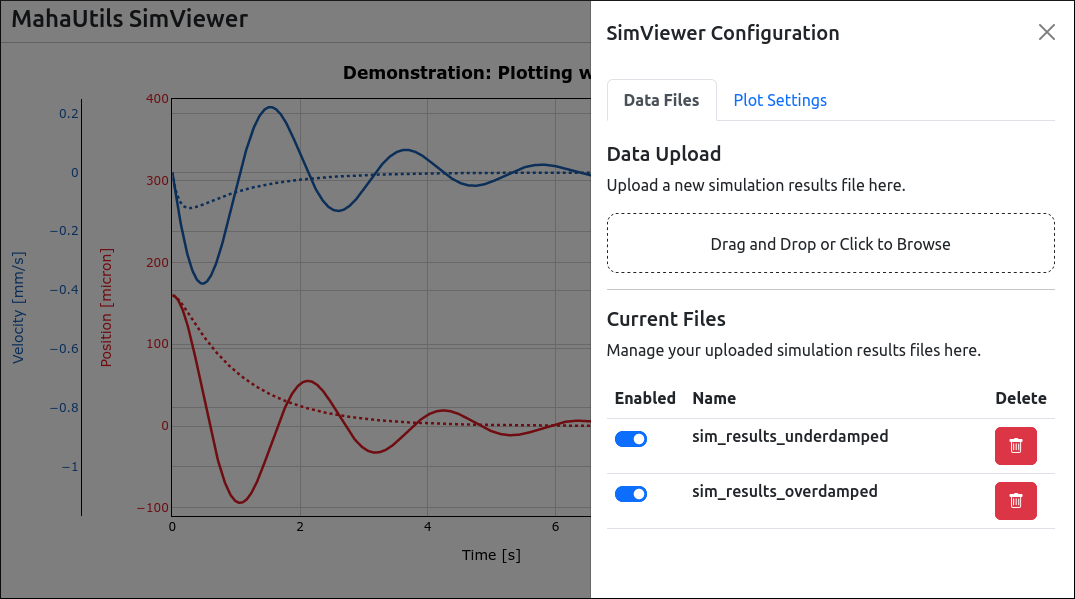 MahaUtils SimViewer
Demonstration: Plotting w
Velocity [mm/s]
0.2
0
−0.2
−0.4
−0.6
−0.8
−1
Position [micron]
400
300
200
100
0
−100
0 2 4 6
Time [s]
SimViewer Configuration
Data Files Plot Settings
Data Upload
Upload a new simulation results file here.
Drag and Drop or Click to Browse
Current Files
Manage your uploaded simulation results files here.
Enabled Name Delete
sim_results_underdamped
sim_results_overdamped